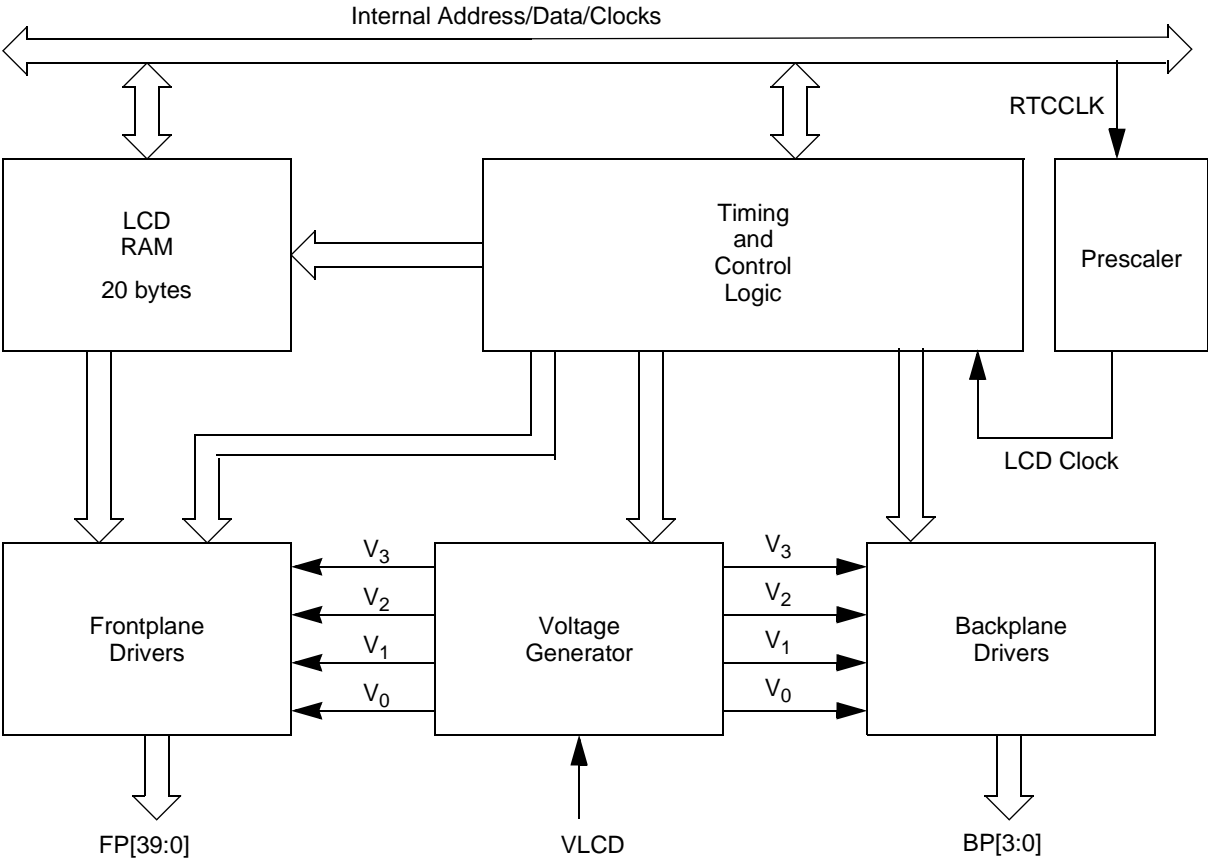 Internal Address/Data/Clocks
RTCCLK
LCD
RAM
20 bytes
Timing
and
Control
Logic
Prescaler
LCD Clock
V3
V2
V1
V0
V3
V2
V1
V0
Frontplane
Drivers
Voltage
Generator
Backplane
Drivers
FP[39:0]
VLCD
BP[3:0]